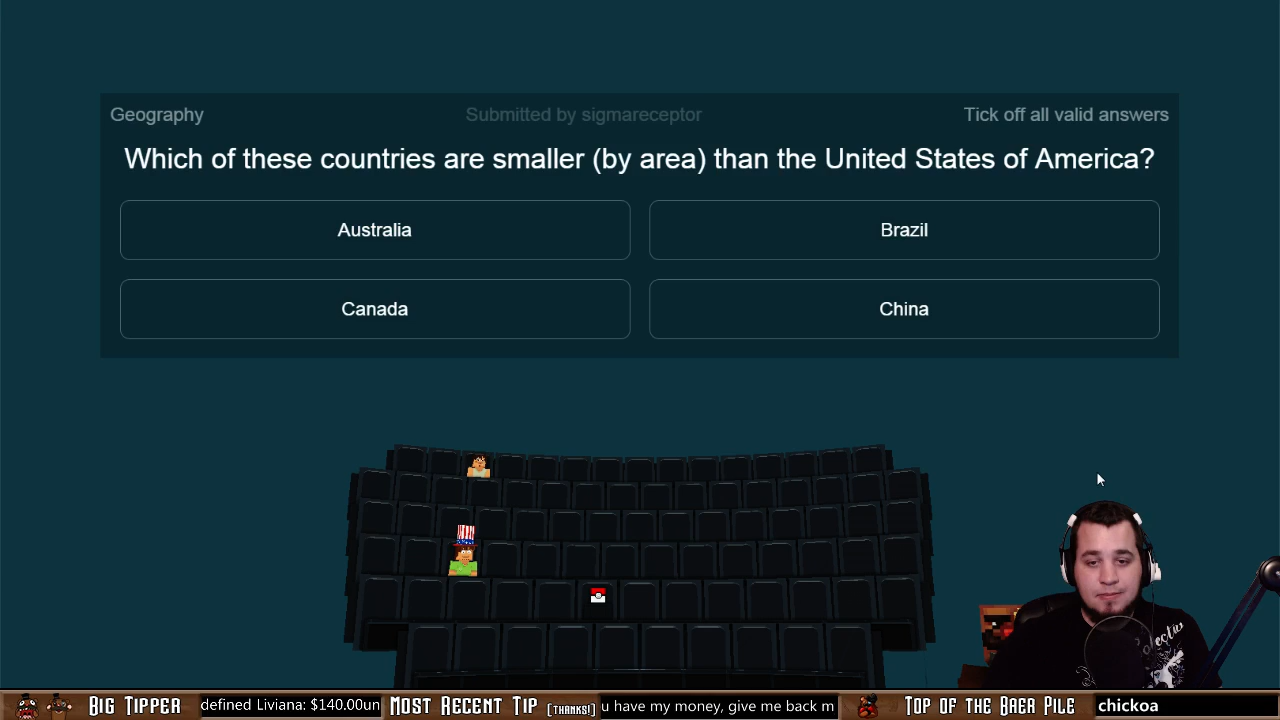 Geography
Submitted by sigmareceptor
Tick off all valid answers
Which of these countries are smaller (by area) than the United States of America?
Australia
Brazil
Canada
China
ective
Big Tipper
defined Liviana: $140.00un
Most Recent Tip [Thanks!]
u have my money, give me back m
Top of the Baer Pile
chickoa